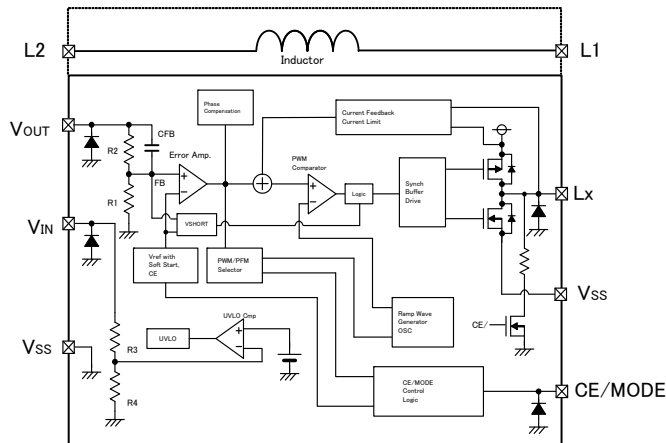 L2
L1
Inductor
VOUT
CFB
R2
Error Amp.
FB
R1
Phase
Compensation
Current Feedback
Current Limit
PWM
Comparator
Logic
Synch
Buffer
Drive
Lx
VIN
VSHORT
Vref with
Soft Start,
CE
PWM/PFM
Selector
VSS
Ramp Wave
Generator
OSC
CE/
UVLO Cmp
UVLO
VSS
R3
R4
CE/MODE
Control
Logic
CE/MODE